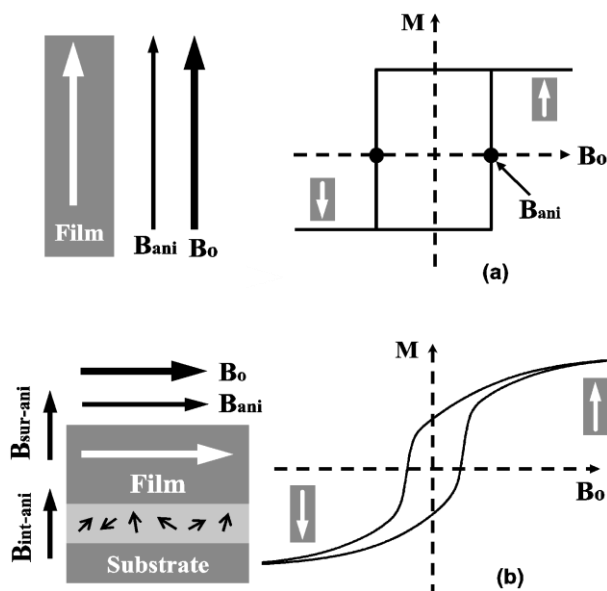 M
Film
Bani
Bo
Bo
Bani
(a)
M
Bo
Bani
Bsur-ani
Film
Bint-ani
Substrate
Bo
(b)